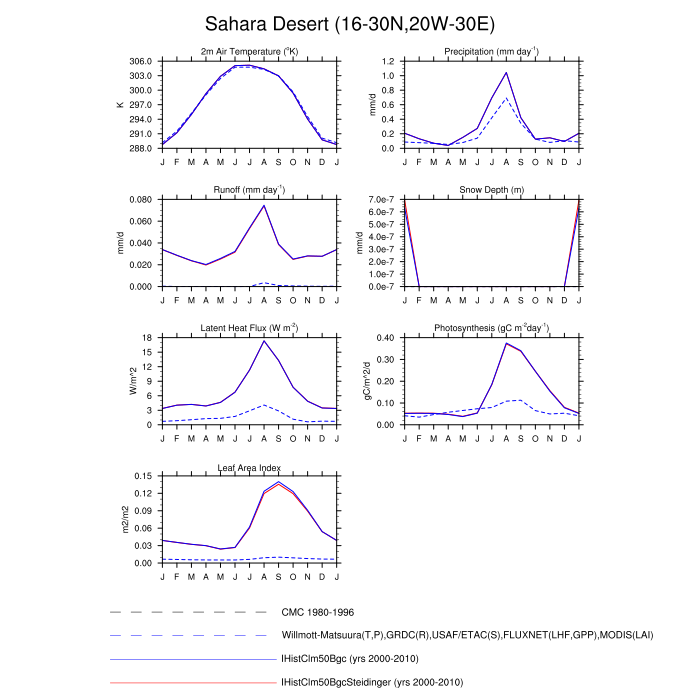 Sahara Desert (16-30N,20W-30E)
2m Air Temperature (°K)
306.0
303.0
300.0
297.0
294.0
291.0
288.0
K
J F M A M J J A S O N D J
Precipitation (mm day⁻¹)
1.2
1.0
0.8
0.6
0.4
0.2
0.0
mm/d
J F M A M J J A S O N D J
Runoff (mm day⁻¹)
0.080
0.060
0.040
0.020
0.000
mm/d
J F M A M J J A S O N D J
Snow Depth (m)
7.0e-7
6.0e-7
5.0e-7
4.0e-7
3.0e-7
2.0e-7
1.0e-7
0.0e-7
mm/d
J F M A M J J A S O N D J
Latent Heat Flux (W m⁻²)
18
15
12
9
6
3
0
W/m^2
J F M A M J J A S O N D J
Photosynthesis (gC m⁻²day⁻¹)
0.40
0.30
0.20
0.10
0.00
gC/m^2/d
J F M A M J J A S O N D J
Leaf Area Index
0.15
0.12
0.09
0.06
0.03
0.00
m2/m2
J F M A M J J A S O N D J
CMC 1980-1996
Willmott-Matsuura(T,P),GRDC(R),USAF/ETAC(S),FLUXNET(LHF,GPP),MODIS(LAI)
IHistClm50Bgc (yrs 2000-2010)
IHistClm50BgcSteidinger (yrs 2000-2010)